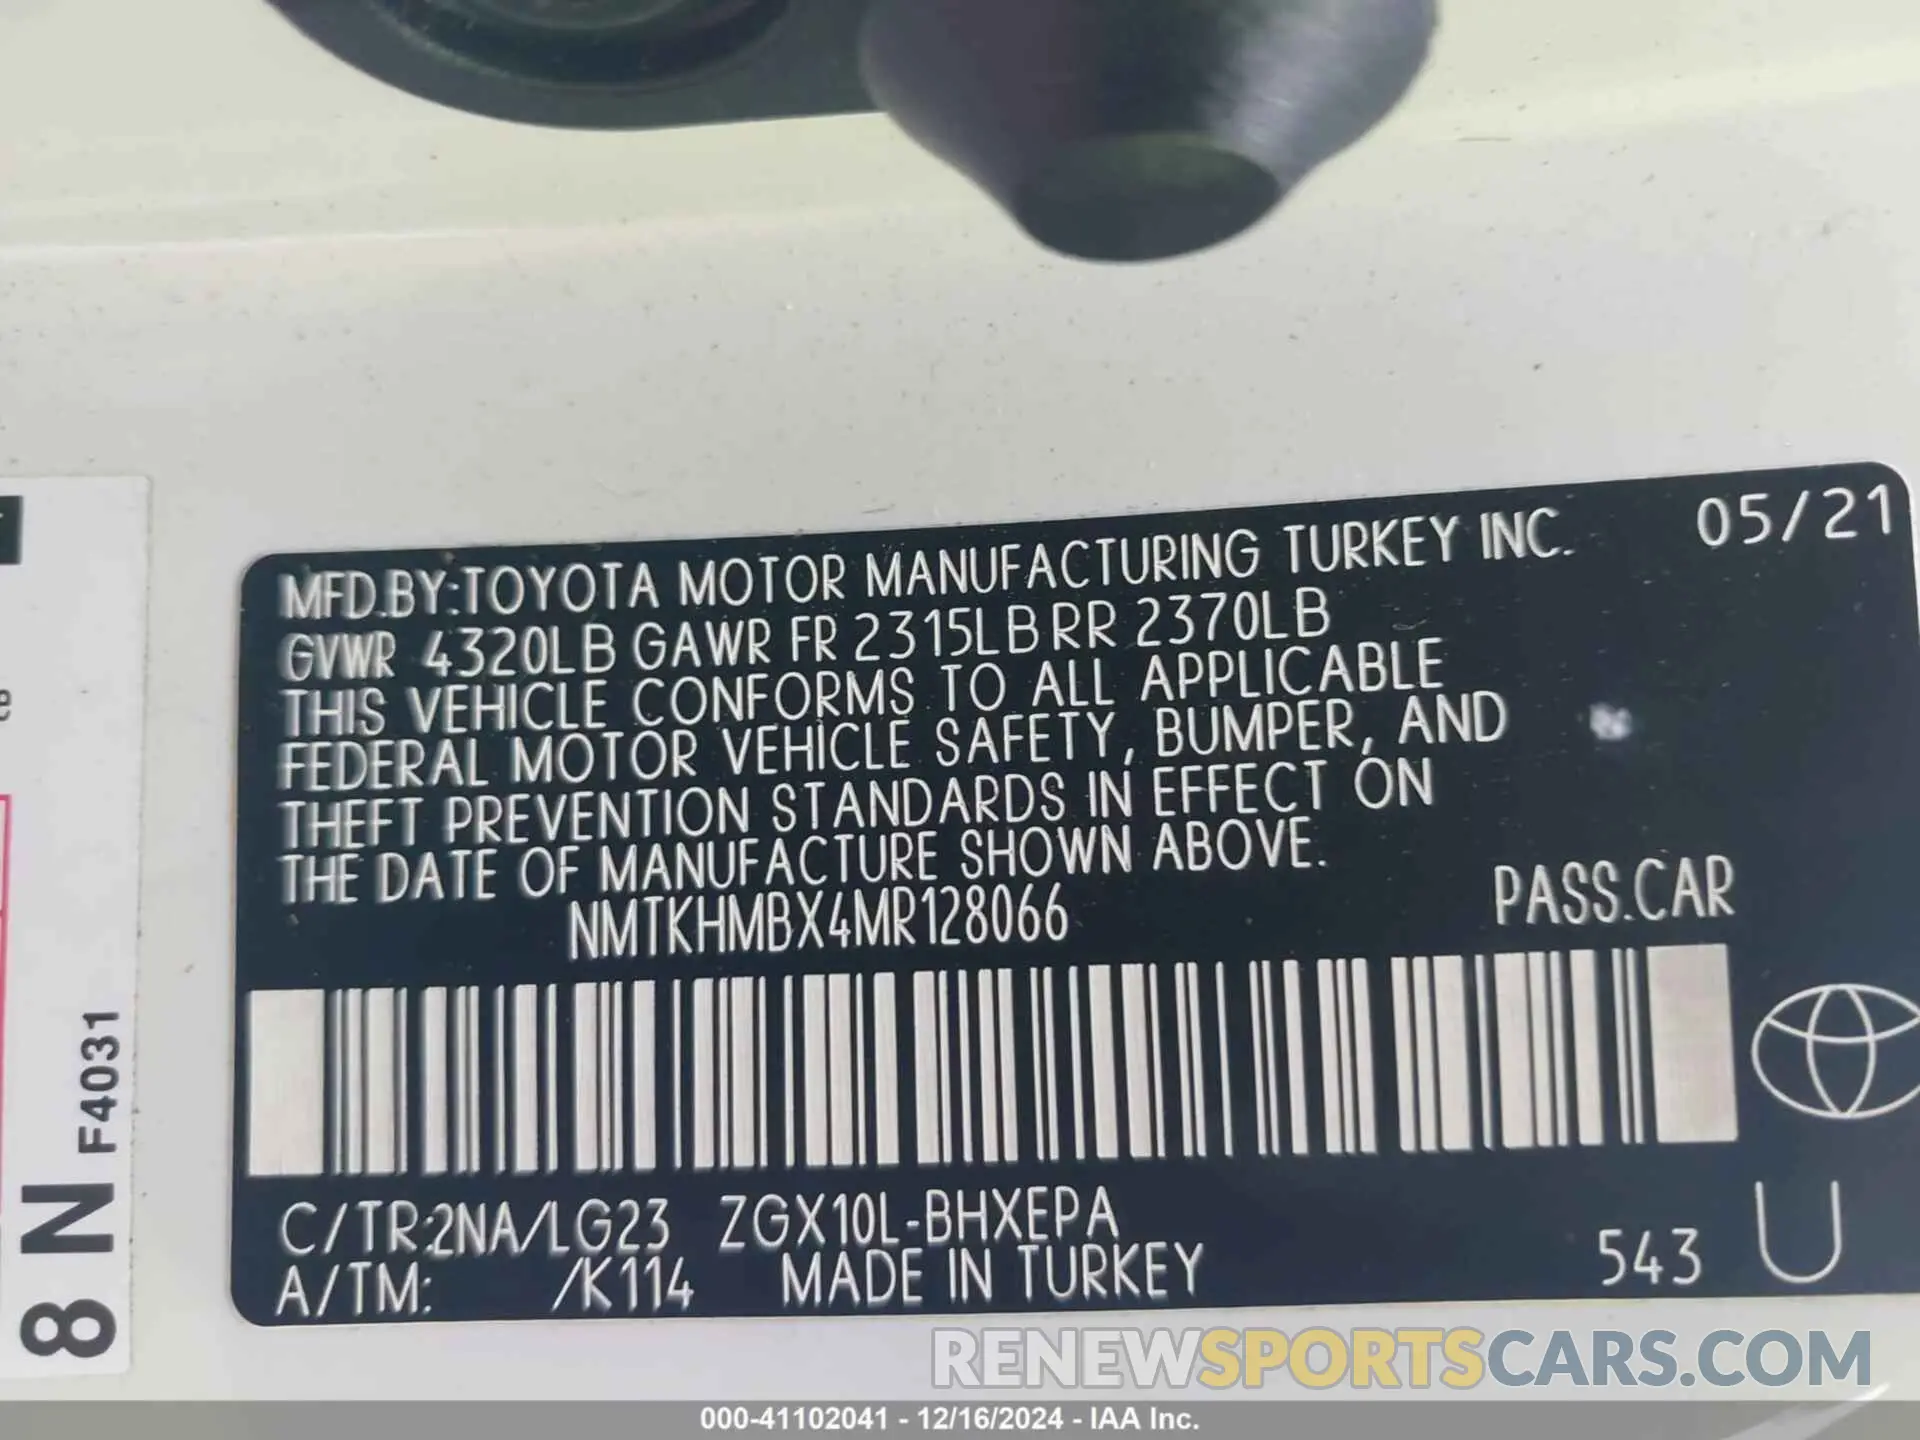 MFD.BY:TOYOTA MOTOR MANUFACTURING TURKEY INC. 05/21
GVWR 4320LB GAWR FR 2315LB RR 2370LB
THIS VEHICLE CONFORMS TO ALL APPLICABLE
FEDERAL MOTOR VEHICLE SAFETY, BUMPER, AND
THEFT PREVENTION STANDARDS IN EFFECT ON
THE DATE OF MANUFACTURE SHOWN ABOVE.
NMTKHMBX4MR128066 PASS.CAR
C/TR:2NA/LG23 ZGX10L-BHXEPA
A/TM: /K114 MADE IN TURKEY 543 U
8 N F4031
RENEWSPORTSCARS.COM
000-41102041 - 12/16/2024 - IAA Inc.